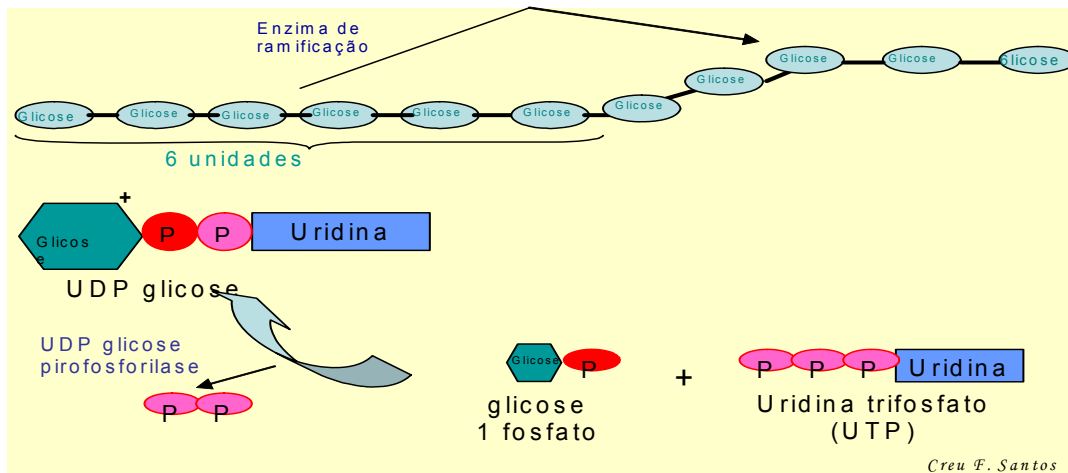 Enzima de
ramificação
Glicose Glicose Glicose Glicose Glicose Glicose Glicose Glicose Glicose Glicose Glicose
6 unidades
+
Glicos
e
P P Uridina
UDP glicose
UDP glicose
pirofosforilase
P P
Glicose P
+
P P P Uridina
glicose
1 fosfato
Uridina trifosfato
(UTP)
Creu F. Santos